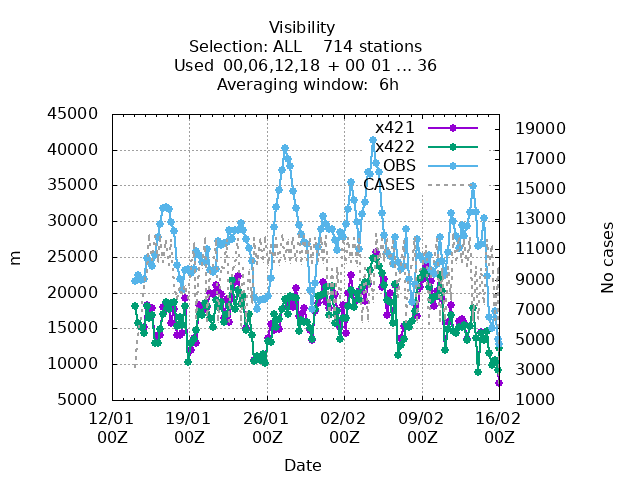 Visibility
Selection: ALL 714 stations
Used 00,06,12,18 + 00 01 ... 36
Averaging window: 6h
45000
40000
35000
30000
25000
20000
15000
10000
5000
m
x421
x422
OBS
CASES
19000
17000
15000
13000
11000
9000
7000
5000
3000
1000
No cases
12/01 19/01 26/01 02/02 09/02 16/02
00Z 00Z 00Z 00Z 00Z 00Z
Date